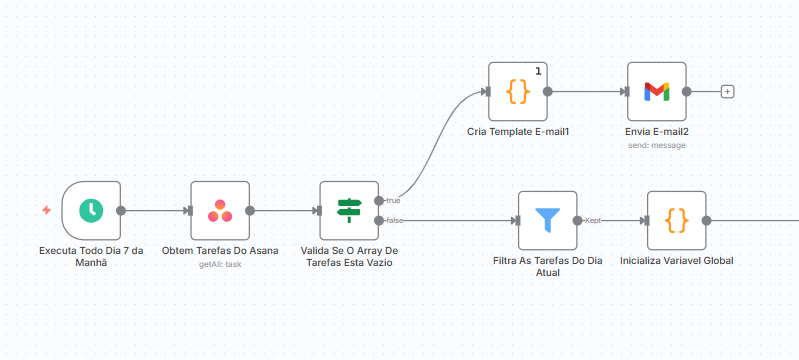 1
Cria Template E-mail1
Envia E-mail2
send: message
true
false
Kept
Executa Todo Dia 7 da
Manhã
Obtem Tarefas Do Asana
getAll: task
Valida Se O Array De
Tarefas Esta Vazio
Filtra As Tarefas Do Dia
Atual
Inicializa Variavel Global